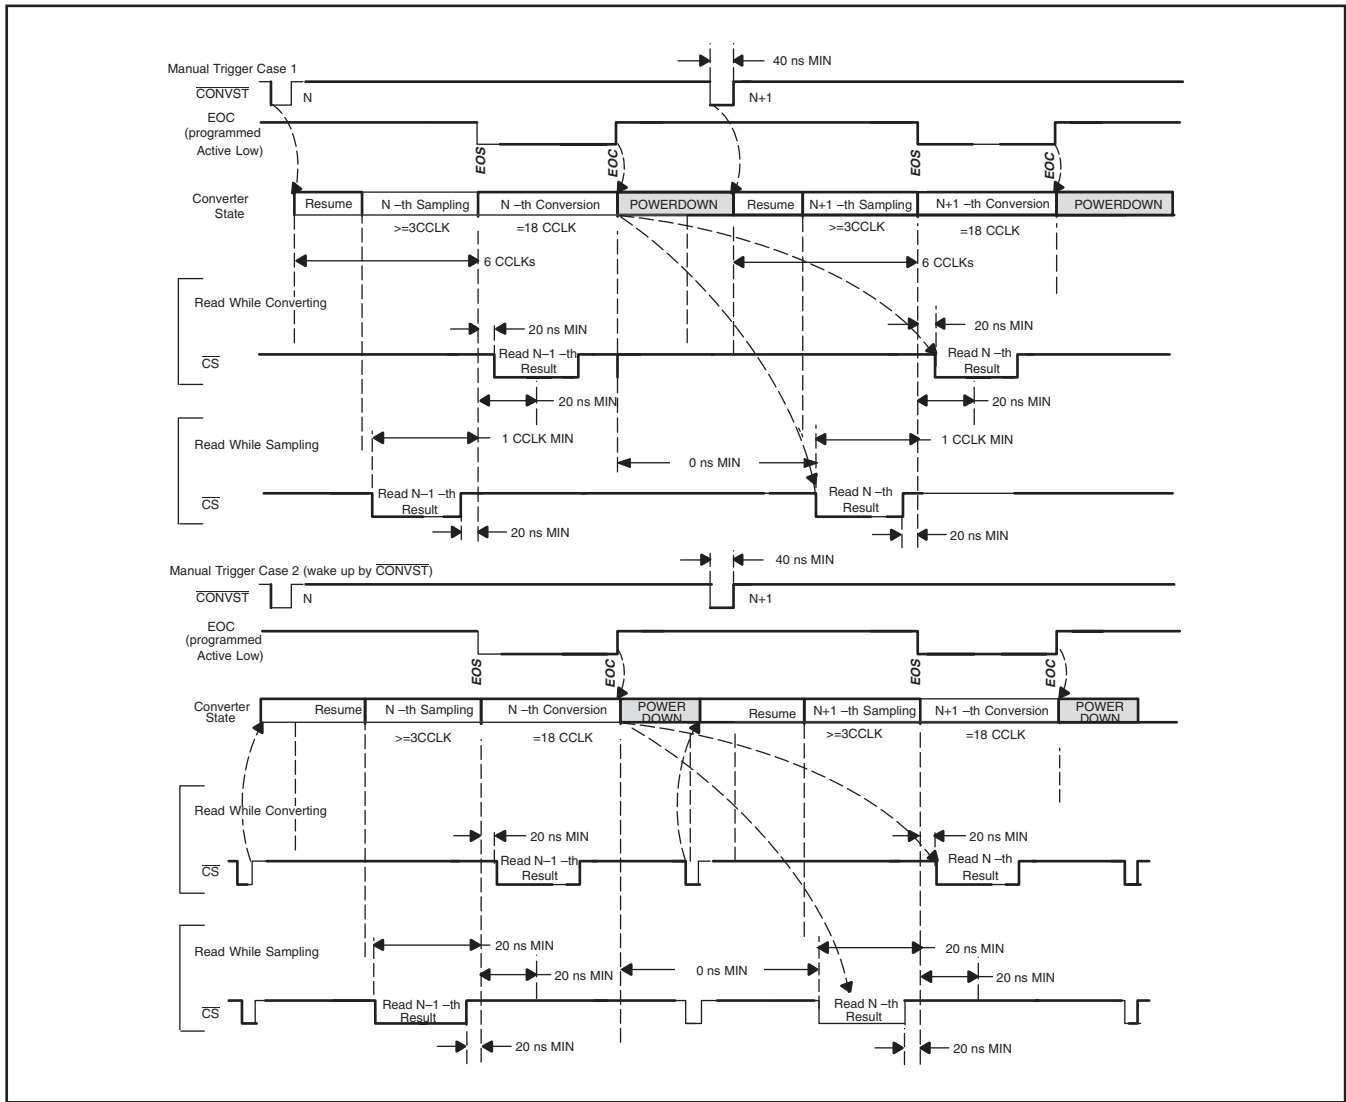 40 ns MIN
Manual Trigger Case 1
CONVST
N
N+1
EOC
(programmed
Active Low)
EOS
EOC
EOS
EOC
Converter
State
Resume
N –th Sampling
N –th Conversion
POWERDOWN
Resume
N+1 –th Sampling
N+1 –th Conversion
POWERDOWN
>=3CCLK
=18 CCLK
>=3CCLK
=18 CCLK
6 CCLKs
6 CCLKs
Read While Converting
20 ns MIN
20 ns MIN
CS
Read N–1 –th
Result
Read N –th
Result
20 ns MIN
20 ns MIN
Read While Sampling
1 CCLK MIN
1 CCLK MIN
0 ns MIN
CS
Read N–1 –th
Result
Read N –th
Result
20 ns MIN
20 ns MIN
40 ns MIN
Manual Trigger Case 2 (wake up by CONVST)
CONVST
N
N+1
EOC
(programmed
Active Low)
EOS
EOC
EOS
EOC
Converter
State
Resume
N –th Sampling
N –th Conversion
POWER
DOWN
Resume
N+1 –th Sampling
N+1 –th Conversion
POWER
DOWN
>=3CCLK
=18 CCLK
>=3CCLK
=18 CCLK
Read While Converting
20 ns MIN
20 ns MIN
CS
Read N–1 –th
Result
Read N –th
Result
Read While Sampling
20 ns MIN
20 ns MIN
20 ns MIN
0 ns MIN
20 ns MIN
CS
Read N–1 –th
Result
Read N –th
Result
20 ns MIN
20 ns MIN